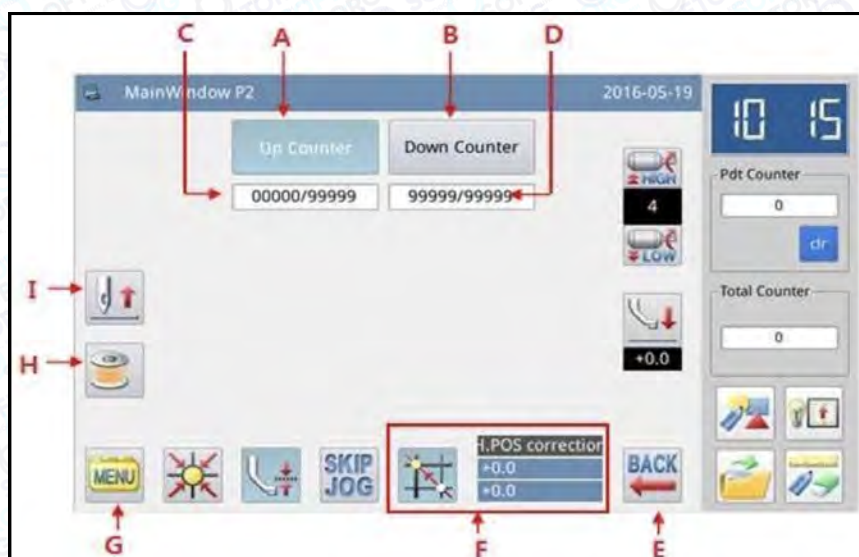 C A B D
MainWindow P2 2016-05-19
10 15
Up Counter Down Counter
HIGH
Pdt Counter
00000/99999 99999/99999
4
0
LOW
clr
I
Total Counter
0
+0.0
H
H.POS correction
MENU SKIP +0.0 BACK
JOG +0.0
G F E